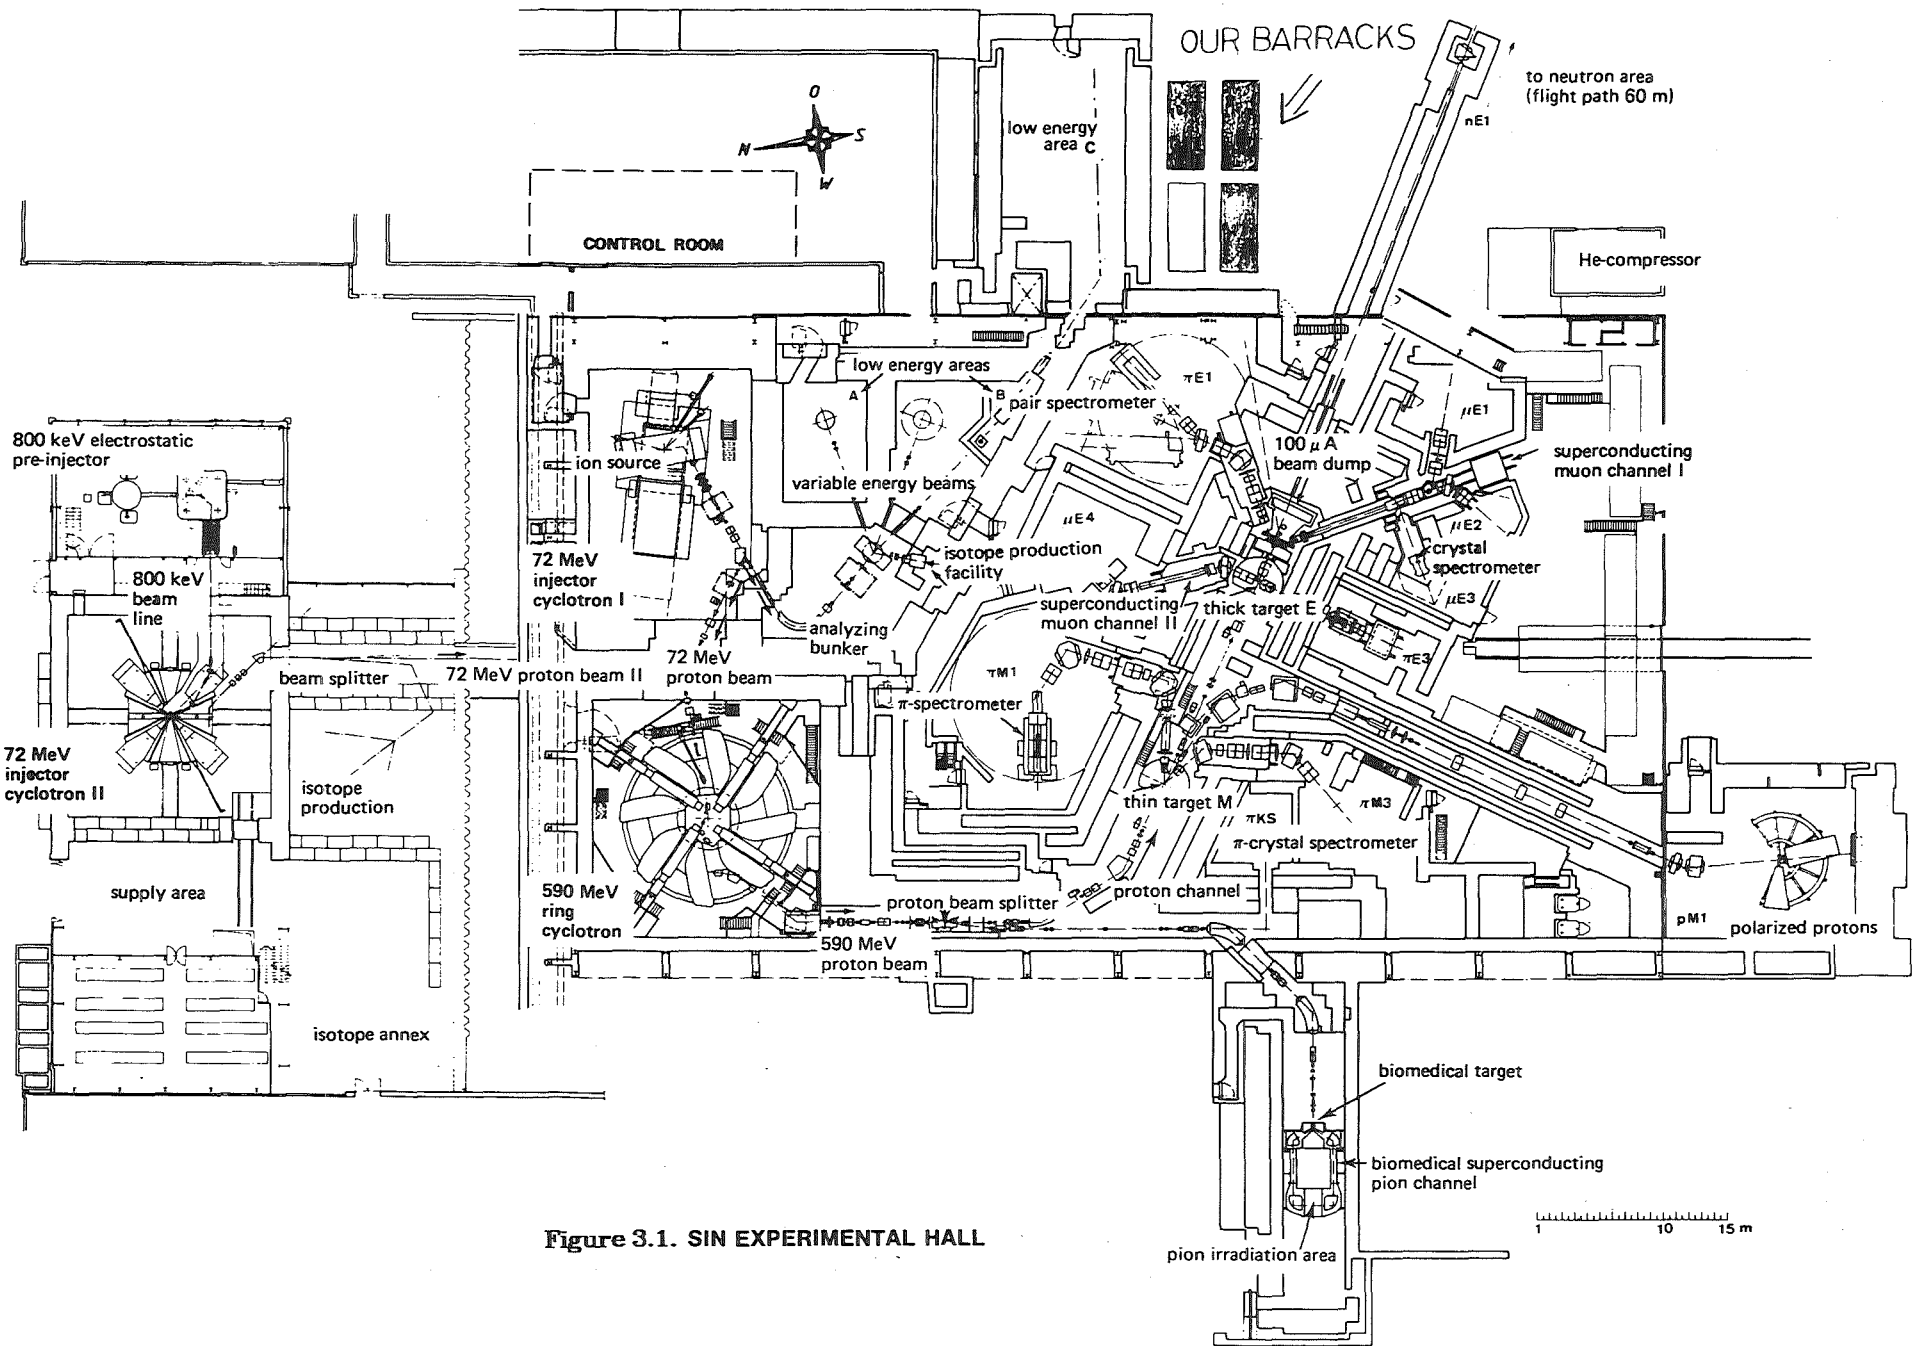 OUR BARRACKS
to neutron area
(flight path 60 m)
nE1
O
N
S
W
low energy
area C
CONTROL ROOM
He-compressor
low energy areas
A
B
pair spectrometer
πE1
μE1
100 μA
beam dump
superconducting
muon channel I
800 keV electrostatic
pre-injector
ion source
variable energy beams
μE4
μE2
isotope production
facility
crystal
spectrometer
72 MeV
injector
cyclotron I
800 keV
beam
line
superconducting
muon channel II
thick target E
μE3
analyzing
bunker
72 MeV
proton beam
πE3
beam splitter
72 MeV proton beam II
πM1
π-spectrometer
72 MeV
injector
cyclotron II
isotope
production
thin target M
πM3
πKS
π-crystal spectrometer
supply area
590 MeV
ring
cyclotron
proton beam splitter
proton channel
590 MeV
proton beam
pM1
polarized protons
isotope annex
biomedical target
biomedical superconducting
pion channel
pion irradiation area
1 10 15 m
Figure 3.1. SIN EXPERIMENTAL HALL